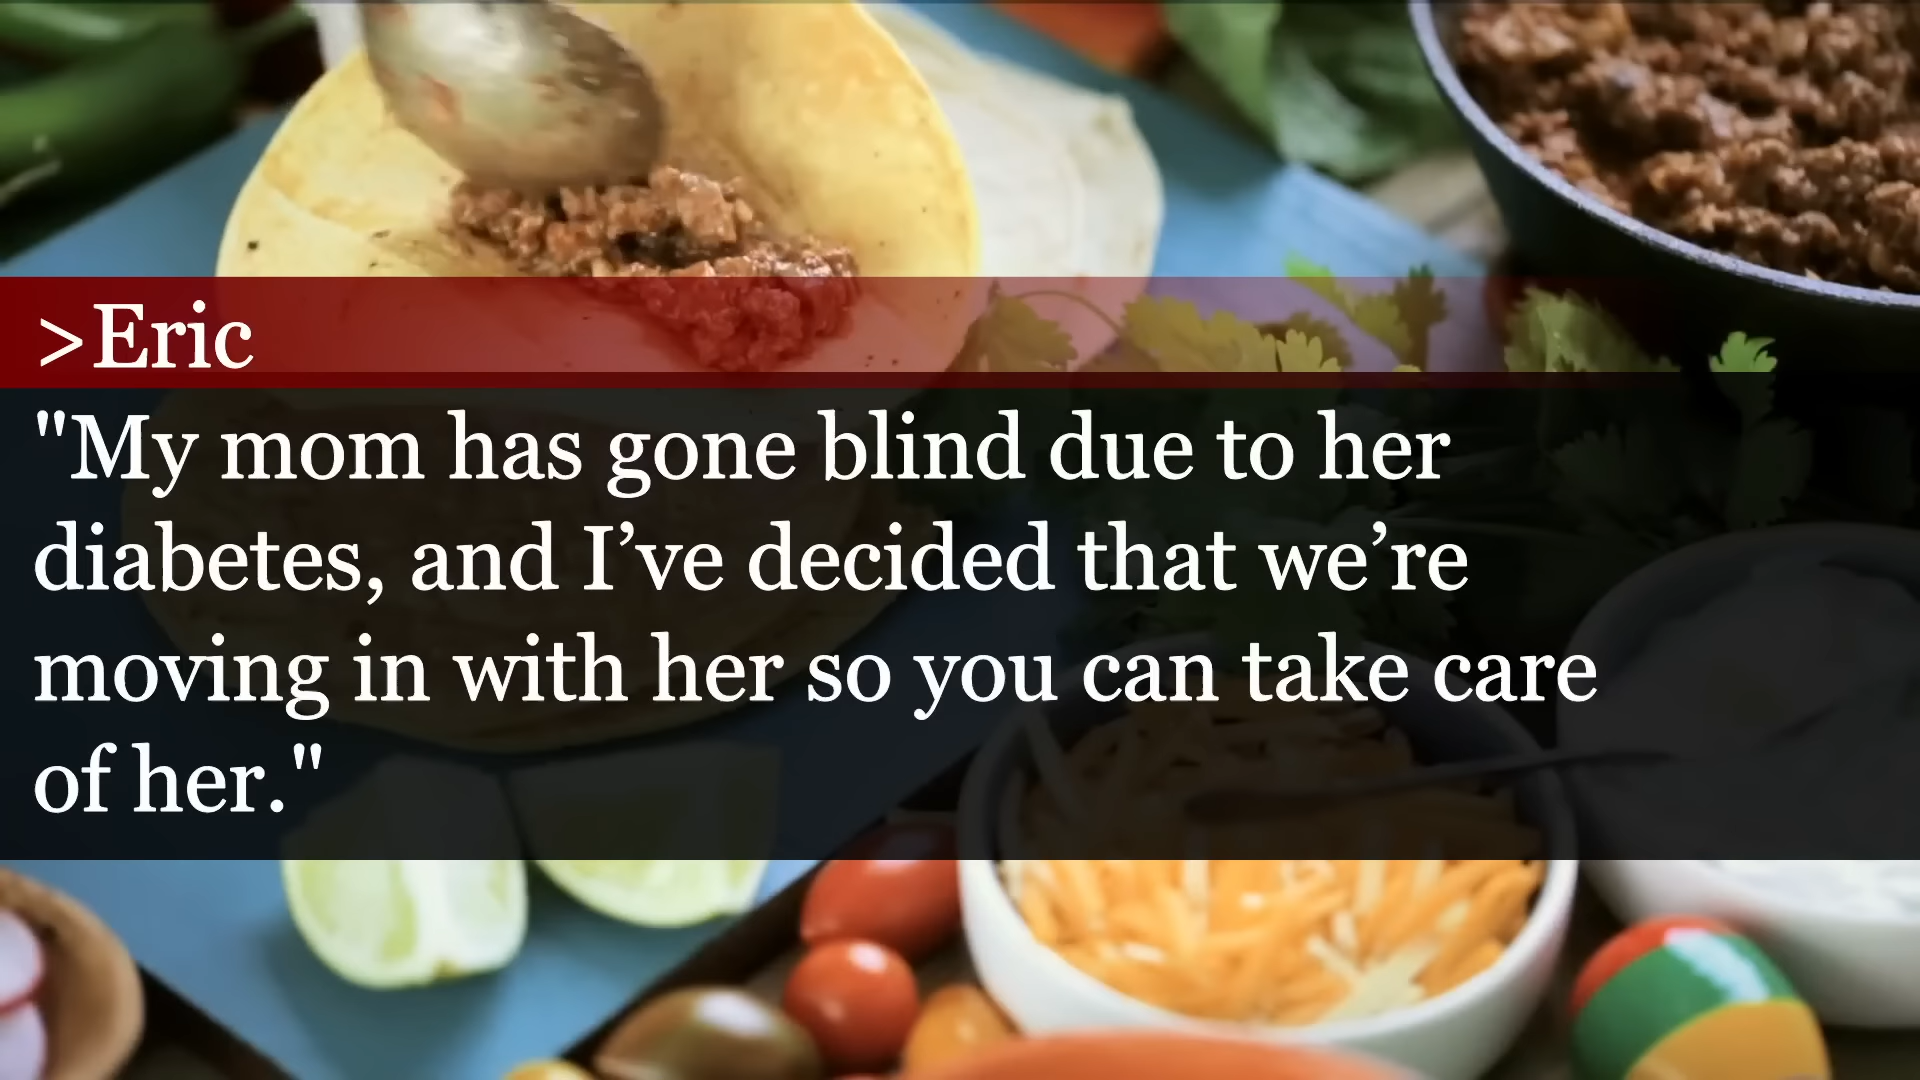 >Eric
"My mom has gone blind due to her
diabetes, and I’ve decided that we’re
moving in with her so you can take care
of her."